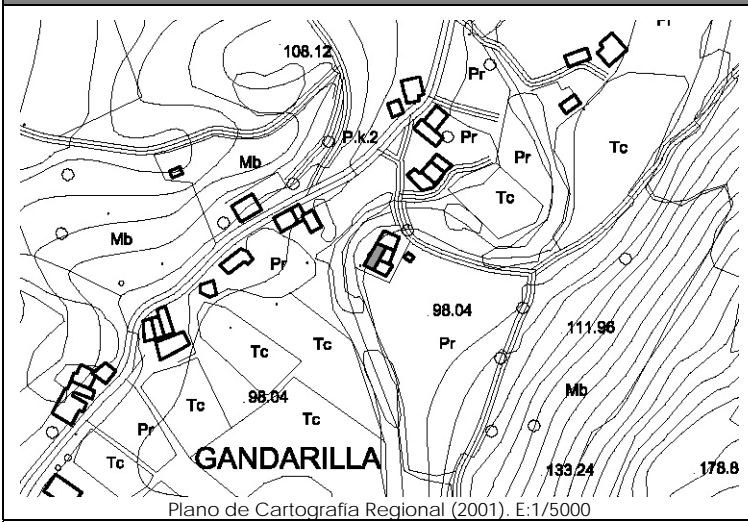 Pr
108.12
Pr
P.k.2
Pr
Tc
Mb
Pr
Tc
Mb
Pr
98.04
111.96
Pr
Tc
Tc
Mb
98.04
Tc
Tc
Pr
GANDARILLA
Tc
133.24
178.8
Plano de Cartografía Regional (2001). E:1/5000